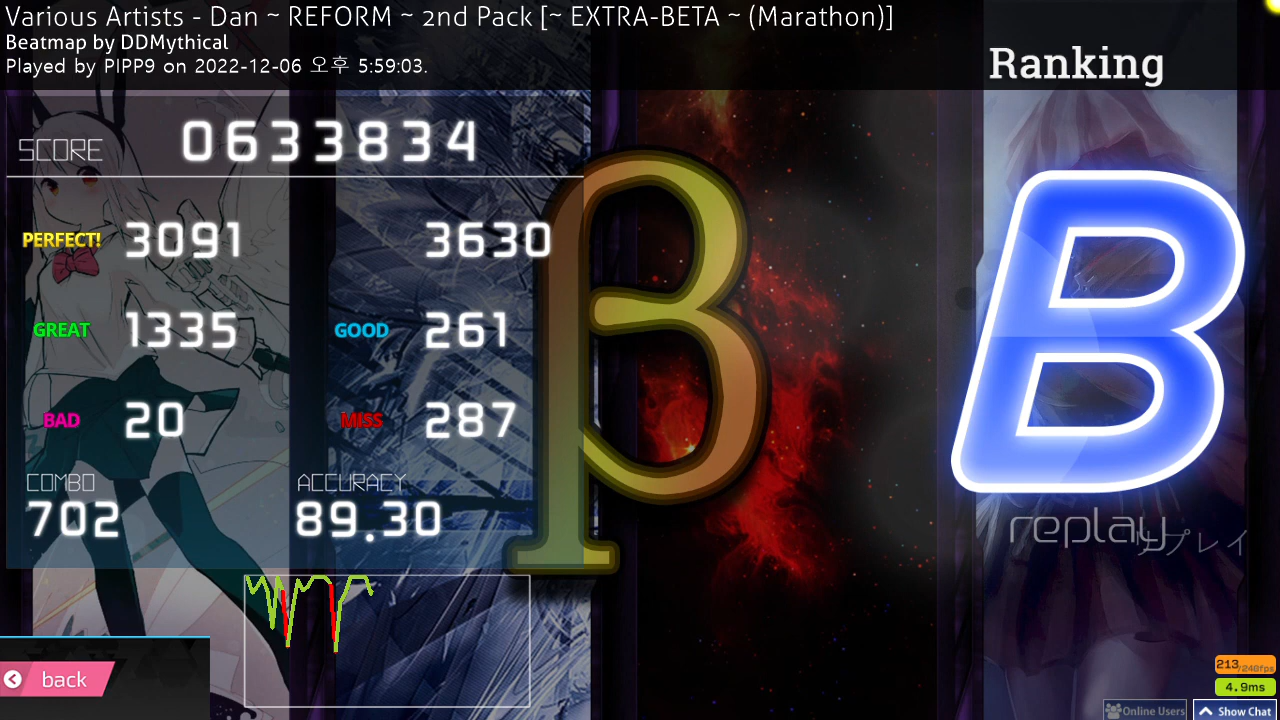 Various Artists - Dan ~ REFORM ~ 2nd Pack [~ EXTRA-BETA ~ (Marathon)]
Beatmap by DDMythical
Played by PIPP9 on 2022-12-06 오후 5:59:03.
Ranking
SCORE 0633834
PERFECT! 3091 3630
GREAT 1335 GOOD 261
BAD 20 MISS 287
COMBO ACCURACY
702 89.30
β
B
replay リプレイ
back
213/240fps
4.9ms
Online Users Show Chat